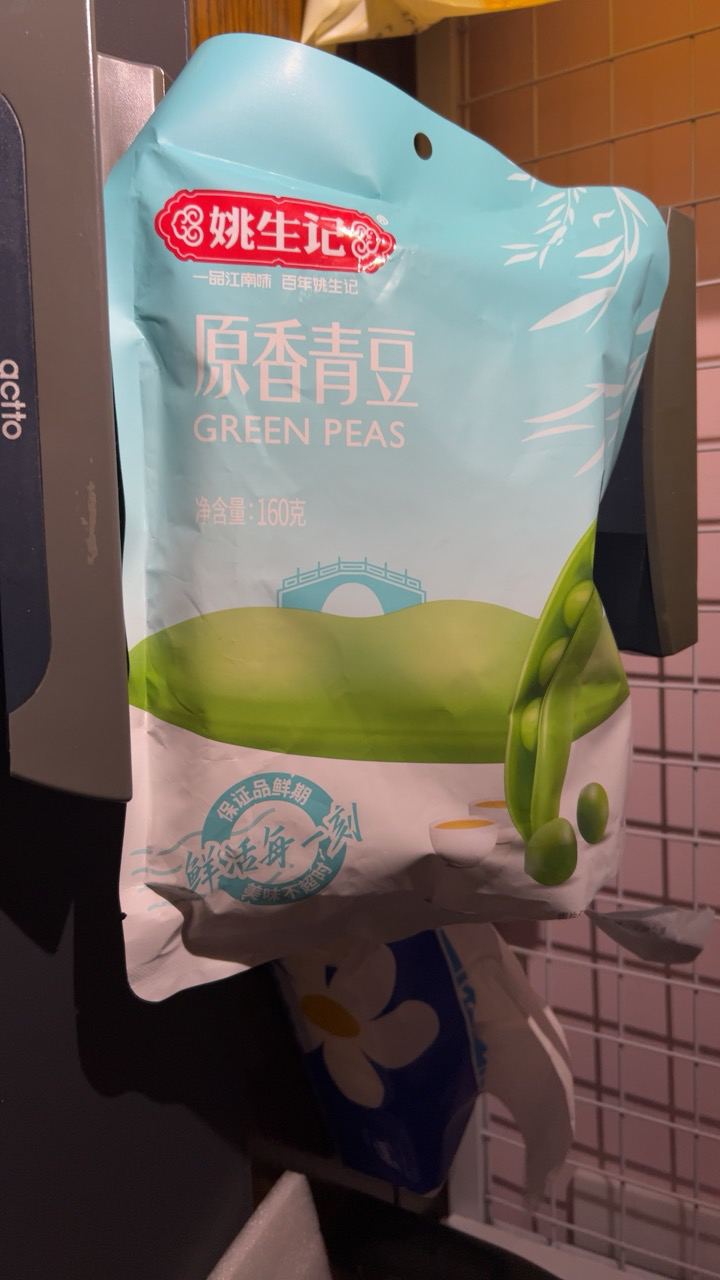 姚生记®
一品江南味 百年姚生记
原香青豆
GREEN PEAS
净含量:160克
保证品鲜期
鲜活每一刻
美味不超时
actto